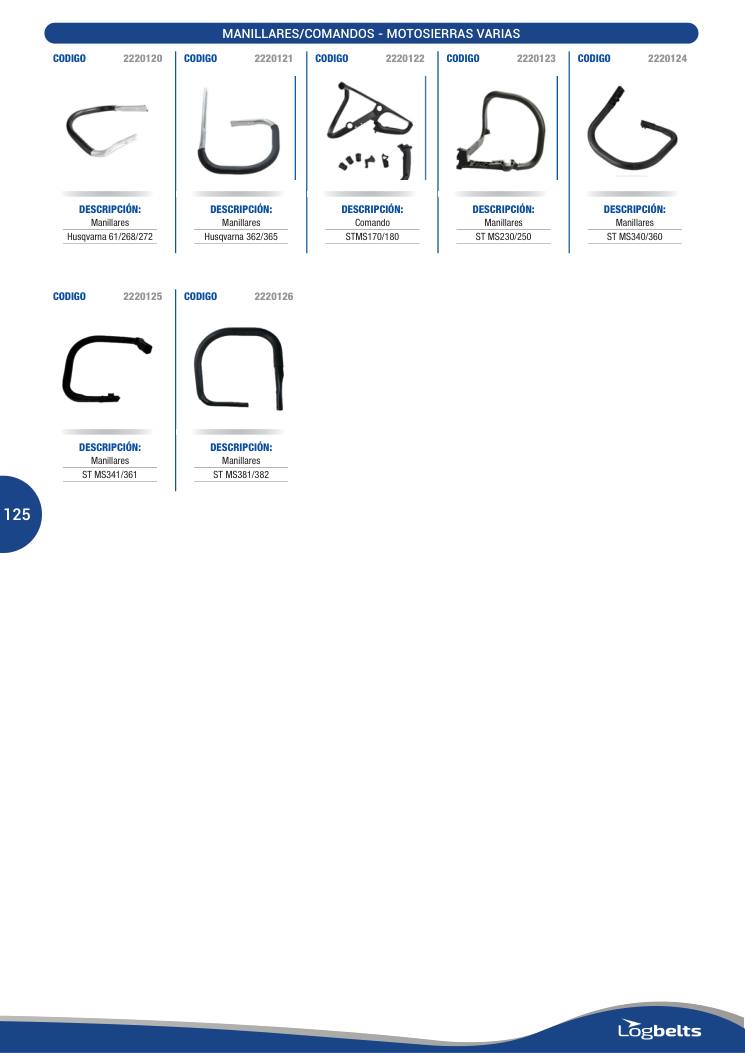 MANILLARES/COMANDOS - MOTOSIERRAS VARIAS
CODIGO 2220120
DESCRIPCIÓN:
Manillares
Husqvarna 61/268/272
CODIGO 2220121
DESCRIPCIÓN:
Manillares
Husqvarna 362/365
CODIGO 2220122
DESCRIPCIÓN:
Comando
STMS170/180
CODIGO 2220123
DESCRIPCIÓN:
Manillares
ST MS230/250
CODIGO 2220124
DESCRIPCIÓN:
Manillares
ST MS340/360
CODIGO 2220125
DESCRIPCIÓN:
Manillares
ST MS341/361
CODIGO 2220126
DESCRIPCIÓN:
Manillares
ST MS381/382
125
Logbelts